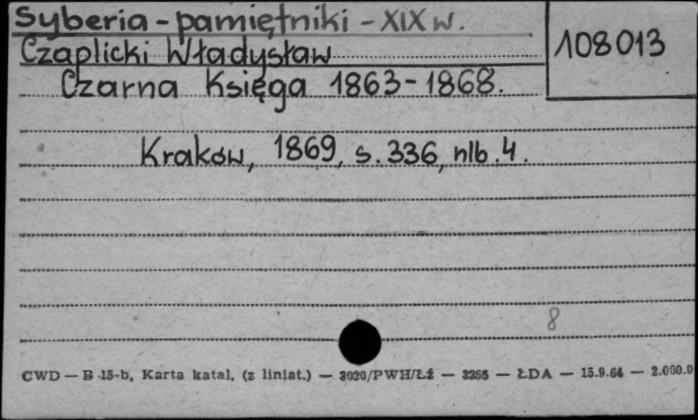 Syberia - pamiętniki - XIX w.
108013
Czaplicki Władysław
Czarna Księga 1863-1868.
Kraków, 1869, s. 336, nlb. 4.
8
CWD — B 15-b, Karta katal. (z liniat.) — 3020/PWH/Łź — 3255 — ŁDA — 15.9.64 — 2.000.0